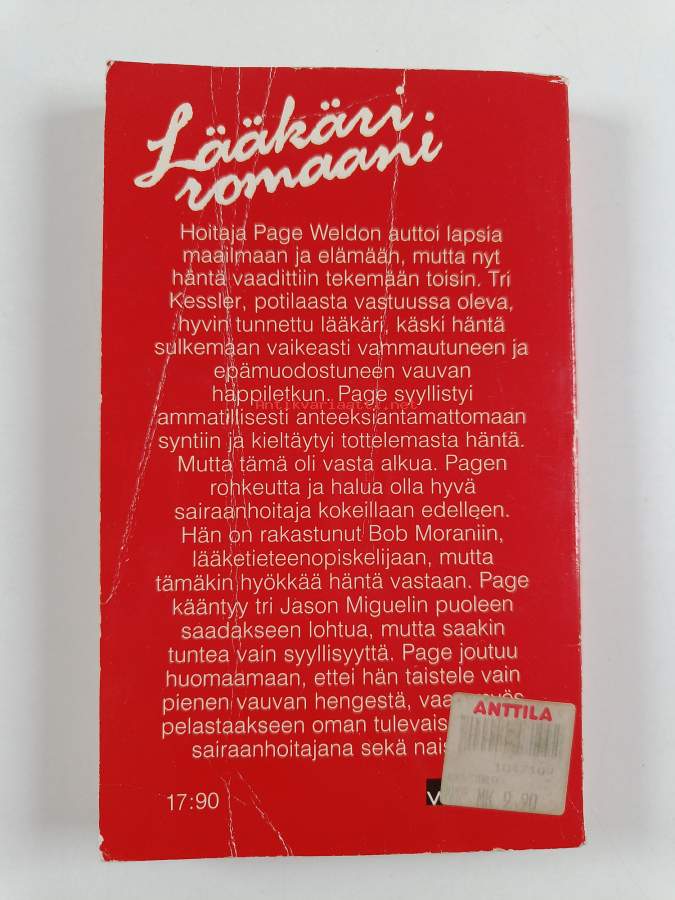 Lääkäri
romaani
Hoitaja Page Weldon auttoi lapsia
maailmaan ja elämään, mutta nyt
häntä vaadittiin tekemään toisin. Tri
Kessler, potilaasta vastuussa oleva,
hyvin tunnettu lääkäri, käski häntä
sulkemaan vaikeasti vammautuneen ja
epämuodostuneen vauvan
happiletkun. Page syyllistyi
Antikvariaatti.net
ammatillisesti anteeksiantamattomaan
syntiin ja kieltäytyi tottelemasta häntä.
Mutta tämä oli vasta alkua. Pagen
rohkeutta ja halua olla hyvä
sairaanhoitaja kokeillaan edelleen.
Hän on rakastunut Bob Moraniin,
lääketieteenopiskelijaan, mutta
tämäkin hyökkää häntä vastaan. Page
kääntyy tri Jason Miguelin puoleen
saadakseen lohtua, mutta saakin
tuntea vain syyllisyyttä. Page joutuu
huomaamaan, ettei hän taistele vain
pienen vauvan hengestä,
pelastaakseen oman
sairaanhoitajana sekä
ANTTILA
MK 9.90
17:90